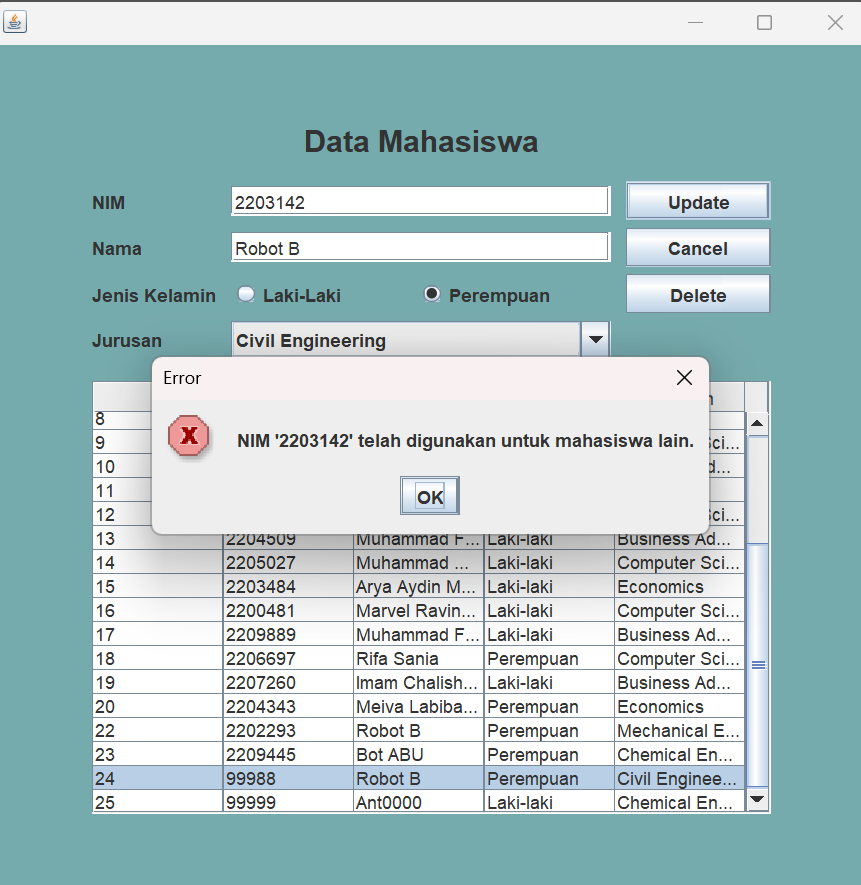 Data Mahasiswa
NIM 2203142 Update
Nama Robot B Cancel
Jenis Kelamin Laki-Laki Perempuan Delete
Jurusan Civil Engineering
Error
8
9 Sci...
10
11
NIM '2203142' telah digunakan untuk mahasiswa lain.
OK
12 Sci...
13 2204509 Muhammad F... Laki-laki Business Ad...
14 2205027 Muhammad ... Laki-laki Computer Sci...
15 2203484 Arya Aydin M... Laki-laki Economics
16 2200481 Marvel Ravin... Laki-laki Computer Sci...
17 2209889 Muhammad F... Laki-laki Business Ad...
18 2206697 Rifa Sania Perempuan Computer Sci...
19 2207260 Imam Chalish... Laki-laki Business Ad...
20 2204343 Meiva Labiba... Perempuan Economics
22 2202293 Robot B Perempuan Mechanical E...
23 2209445 Bot ABU Perempuan Chemical En...
24 99988 Robot B Perempuan Civil Enginee...
25 99999 Ant0000 Laki-laki Chemical En...